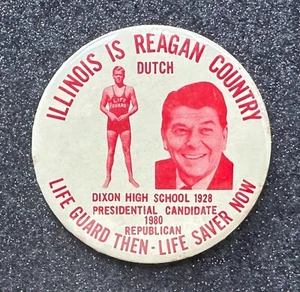 ILLINOIS IS REAGAN COUNTRY
DUTCH
LIFE
GUARD
DIXON HIGH SCHOOL 1928
PRESIDENTIAL CANDIDATE
1980
REPUBLICAN
LIFE GUARD THEN - LIFE SAVER NOW